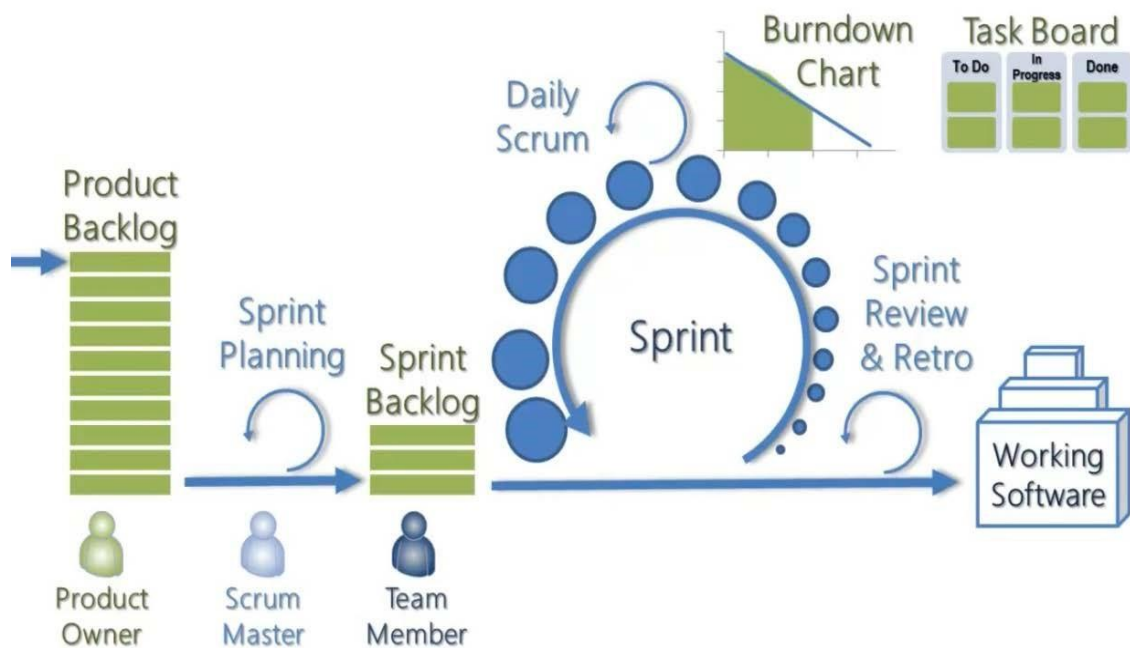 Burndown
Chart
Task Board
To Do
In
Progress
Done
Daily
Scrum
Product
Backlog
Sprint
Planning
Sprint
Backlog
Sprint
Sprint
Review
& Retro
Working
Software
Product
Owner
Scrum
Master
Team
Member